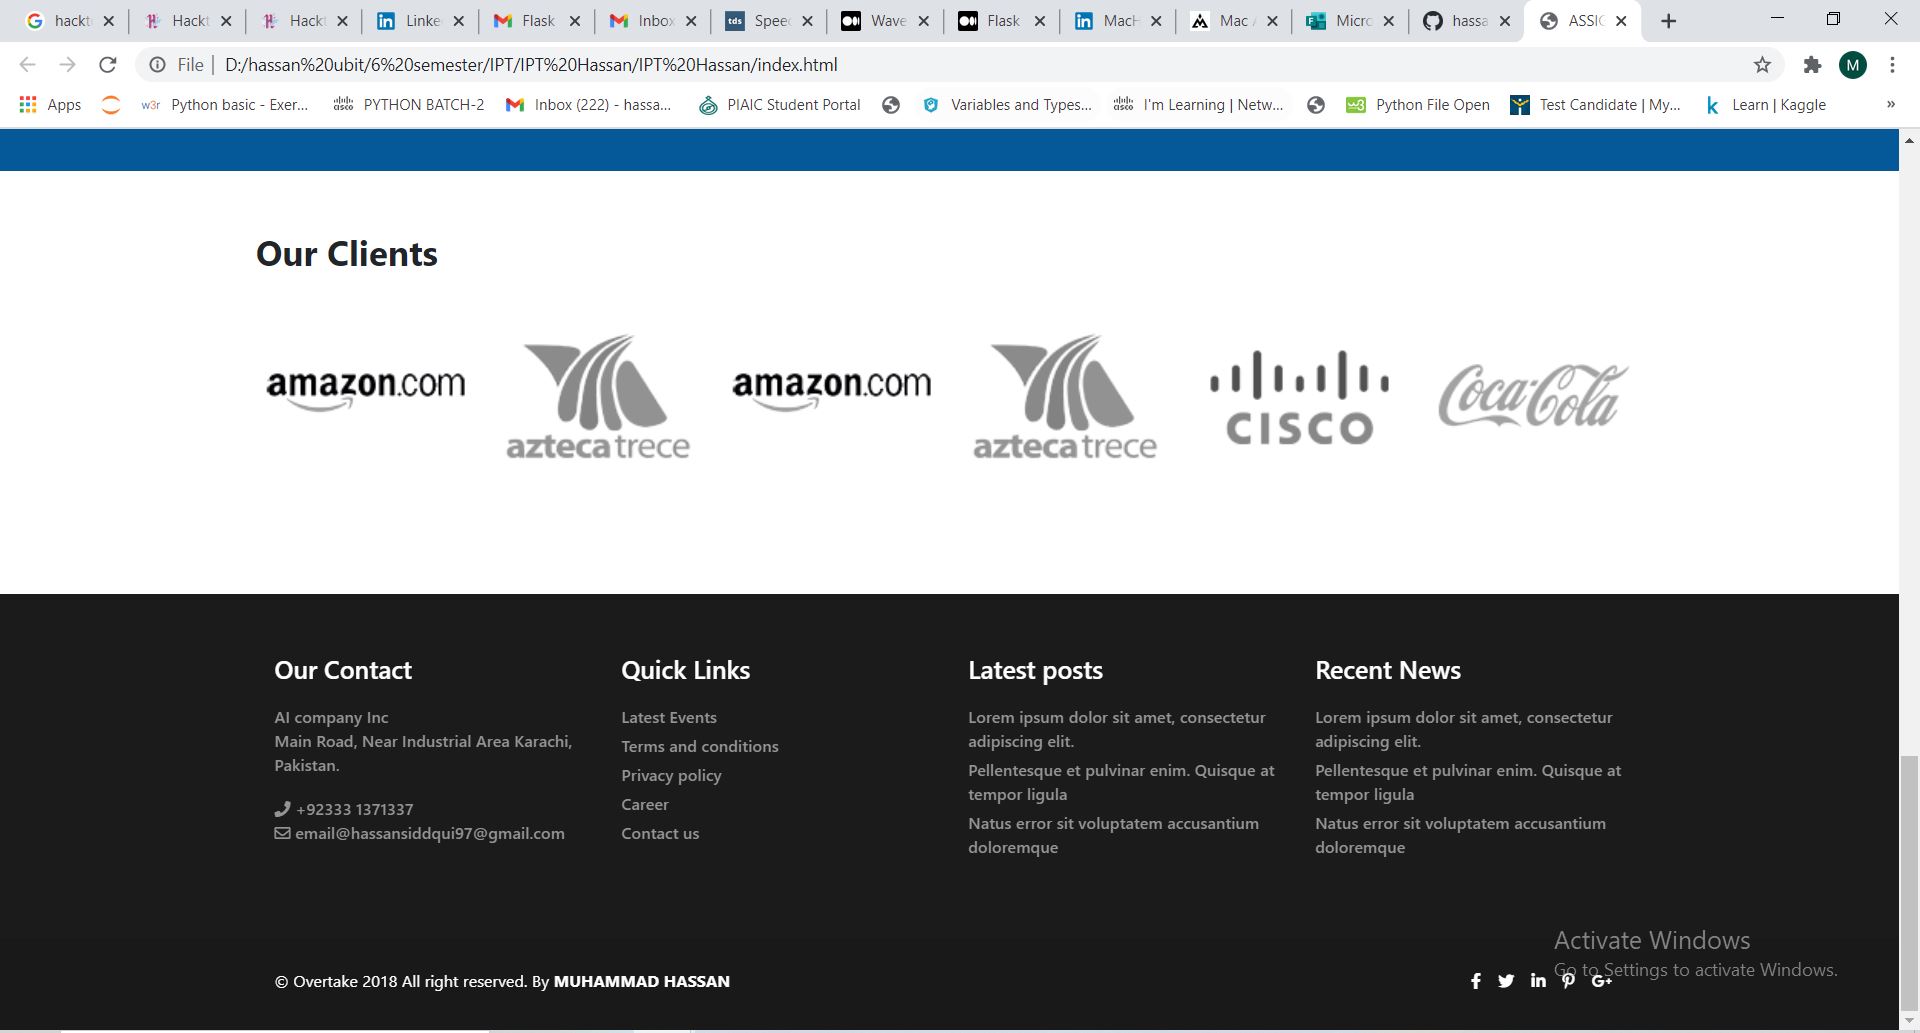 hackt
Hackt
Hackt
Linke
Flask
Inbox
Speec
Wave
Flask
MacH
Mac A
Micro
hassa
ASSIG
File | D:/hassan%20ubit/6%20semester/IPT/IPT%20Hassan/IPT%20Hassan/index.html
M
Apps
w3r Python basic - Exer...
cisco PYTHON BATCH-2
Inbox (222) - hassa...
PIAIC Student Portal
Variables and Types...
cisco I'm Learning | Netw...
w3 Python File Open
Test Candidate | My...
k Learn | Kaggle
»
Our Clients
amazon.com
azteca trece
amazon.com
azteca trece
CISCO
Coca-Cola
Our Contact
AI company Inc
Main Road, Near Industrial Area Karachi,
Pakistan.
+92333 1371337
email@hassansiddqui97@gmail.com
Quick Links
Latest Events
Terms and conditions
Privacy policy
Career
Contact us
Latest posts
Lorem ipsum dolor sit amet, consectetur
adipiscing elit.
Pellentesque et pulvinar enim. Quisque at
tempor ligula
Natus error sit voluptatem accusantium
doloremque
Recent News
Lorem ipsum dolor sit amet, consectetur
adipiscing elit.
Pellentesque et pulvinar enim. Quisque at
tempor ligula
Natus error sit voluptatem accusantium
doloremque
Activate Windows
Go to Settings to activate Windows.
© Overtake 2018 All right reserved. By MUHAMMAD HASSAN